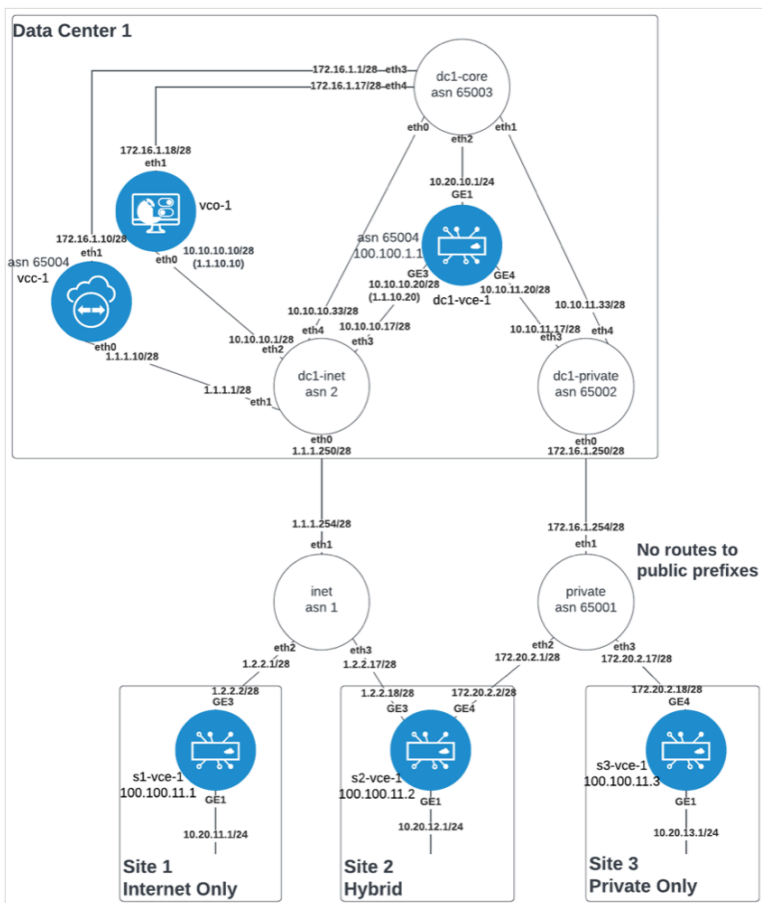 Data Center 1
172.16.1.1/28 eth3
172.16.1.17/28 eth4
dc1-core
asn 65003
eth0
eth2
eth1
172.16.1.18/28
eth1
vco-1
10.20.10.1/24
GE1
172.16.1.10/28
eth1
asn 65004
vcc-1
eth0
10.10.10.10/28
(1.1.10.10)
asn 65004
100.100.1.1
GE3
10.10.10.20/28
(1.1.10.20)
dc1-vce-1
GE4
10.10.11.20/28
eth0
1.1.1.10/28
10.10.10.33/28
eth4
10.10.10.17/28
eth3
10.10.10.1/28
eth2
1.1.1.1/28
eth1
10.10.11.33/28
eth4
10.10.11.17/28
eth3
dc1-inet
asn 2
dc1-private
asn 65002
eth0
1.1.1.250/28
eth0
172.16.1.250/28
1.1.1.254/28
eth1
172.16.1.254/28
eth1
No routes to
public prefixes
inet
asn 1
private
asn 65001
eth2
1.2.2.1/28
eth3
1.2.2.17/28
eth2
172.20.2.1/28
eth3
172.20.2.17/28
1.2.2.2/28
GE3
1.2.2.18/28
GE3
172.20.2.2/28
GE4
172.20.2.18/28
GE4
s1-vce-1
100.100.11.1
GE1
s2-vce-1
100.100.11.2
GE1
s3-vce-1
100.100.11.3
GE1
10.20.11.1/24
10.20.12.1/24
10.20.13.1/24
Site 1
Internet Only
Site 2
Hybrid
Site 3
Private Only